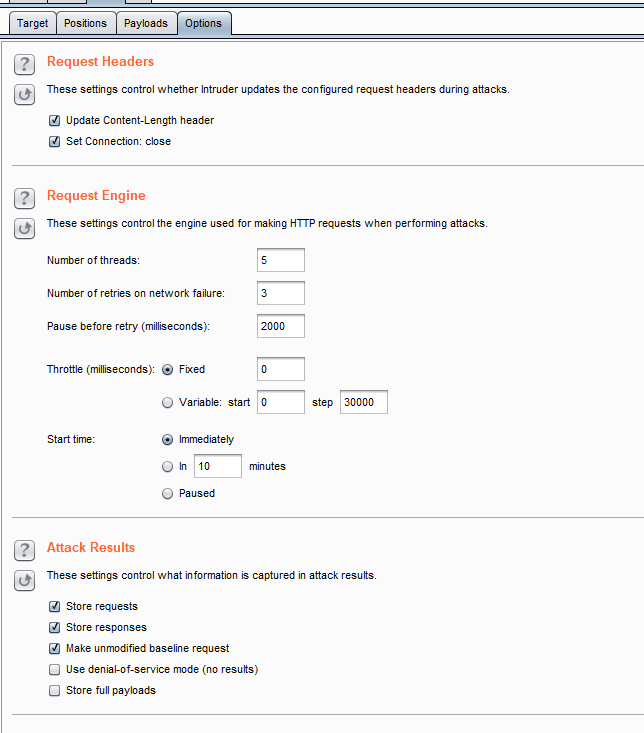 Target Positions Payloads Options
? Request Headers
These settings control whether Intruder updates the configured request headers during attacks.
Update Content-Length header
Set Connection: close
? Request Engine
These settings control the engine used for making HTTP requests when performing attacks.
Number of threads: 5
Number of retries on network failure: 3
Pause before retry (milliseconds): 2000
Throttle (milliseconds): Fixed 0
Variable: start 0 step 30000
Start time: Immediately
In 10 minutes
Paused
? Attack Results
These settings control what information is captured in attack results.
Store requests
Store responses
Make unmodified baseline request
Use denial-of-service mode (no results)
Store full payloads